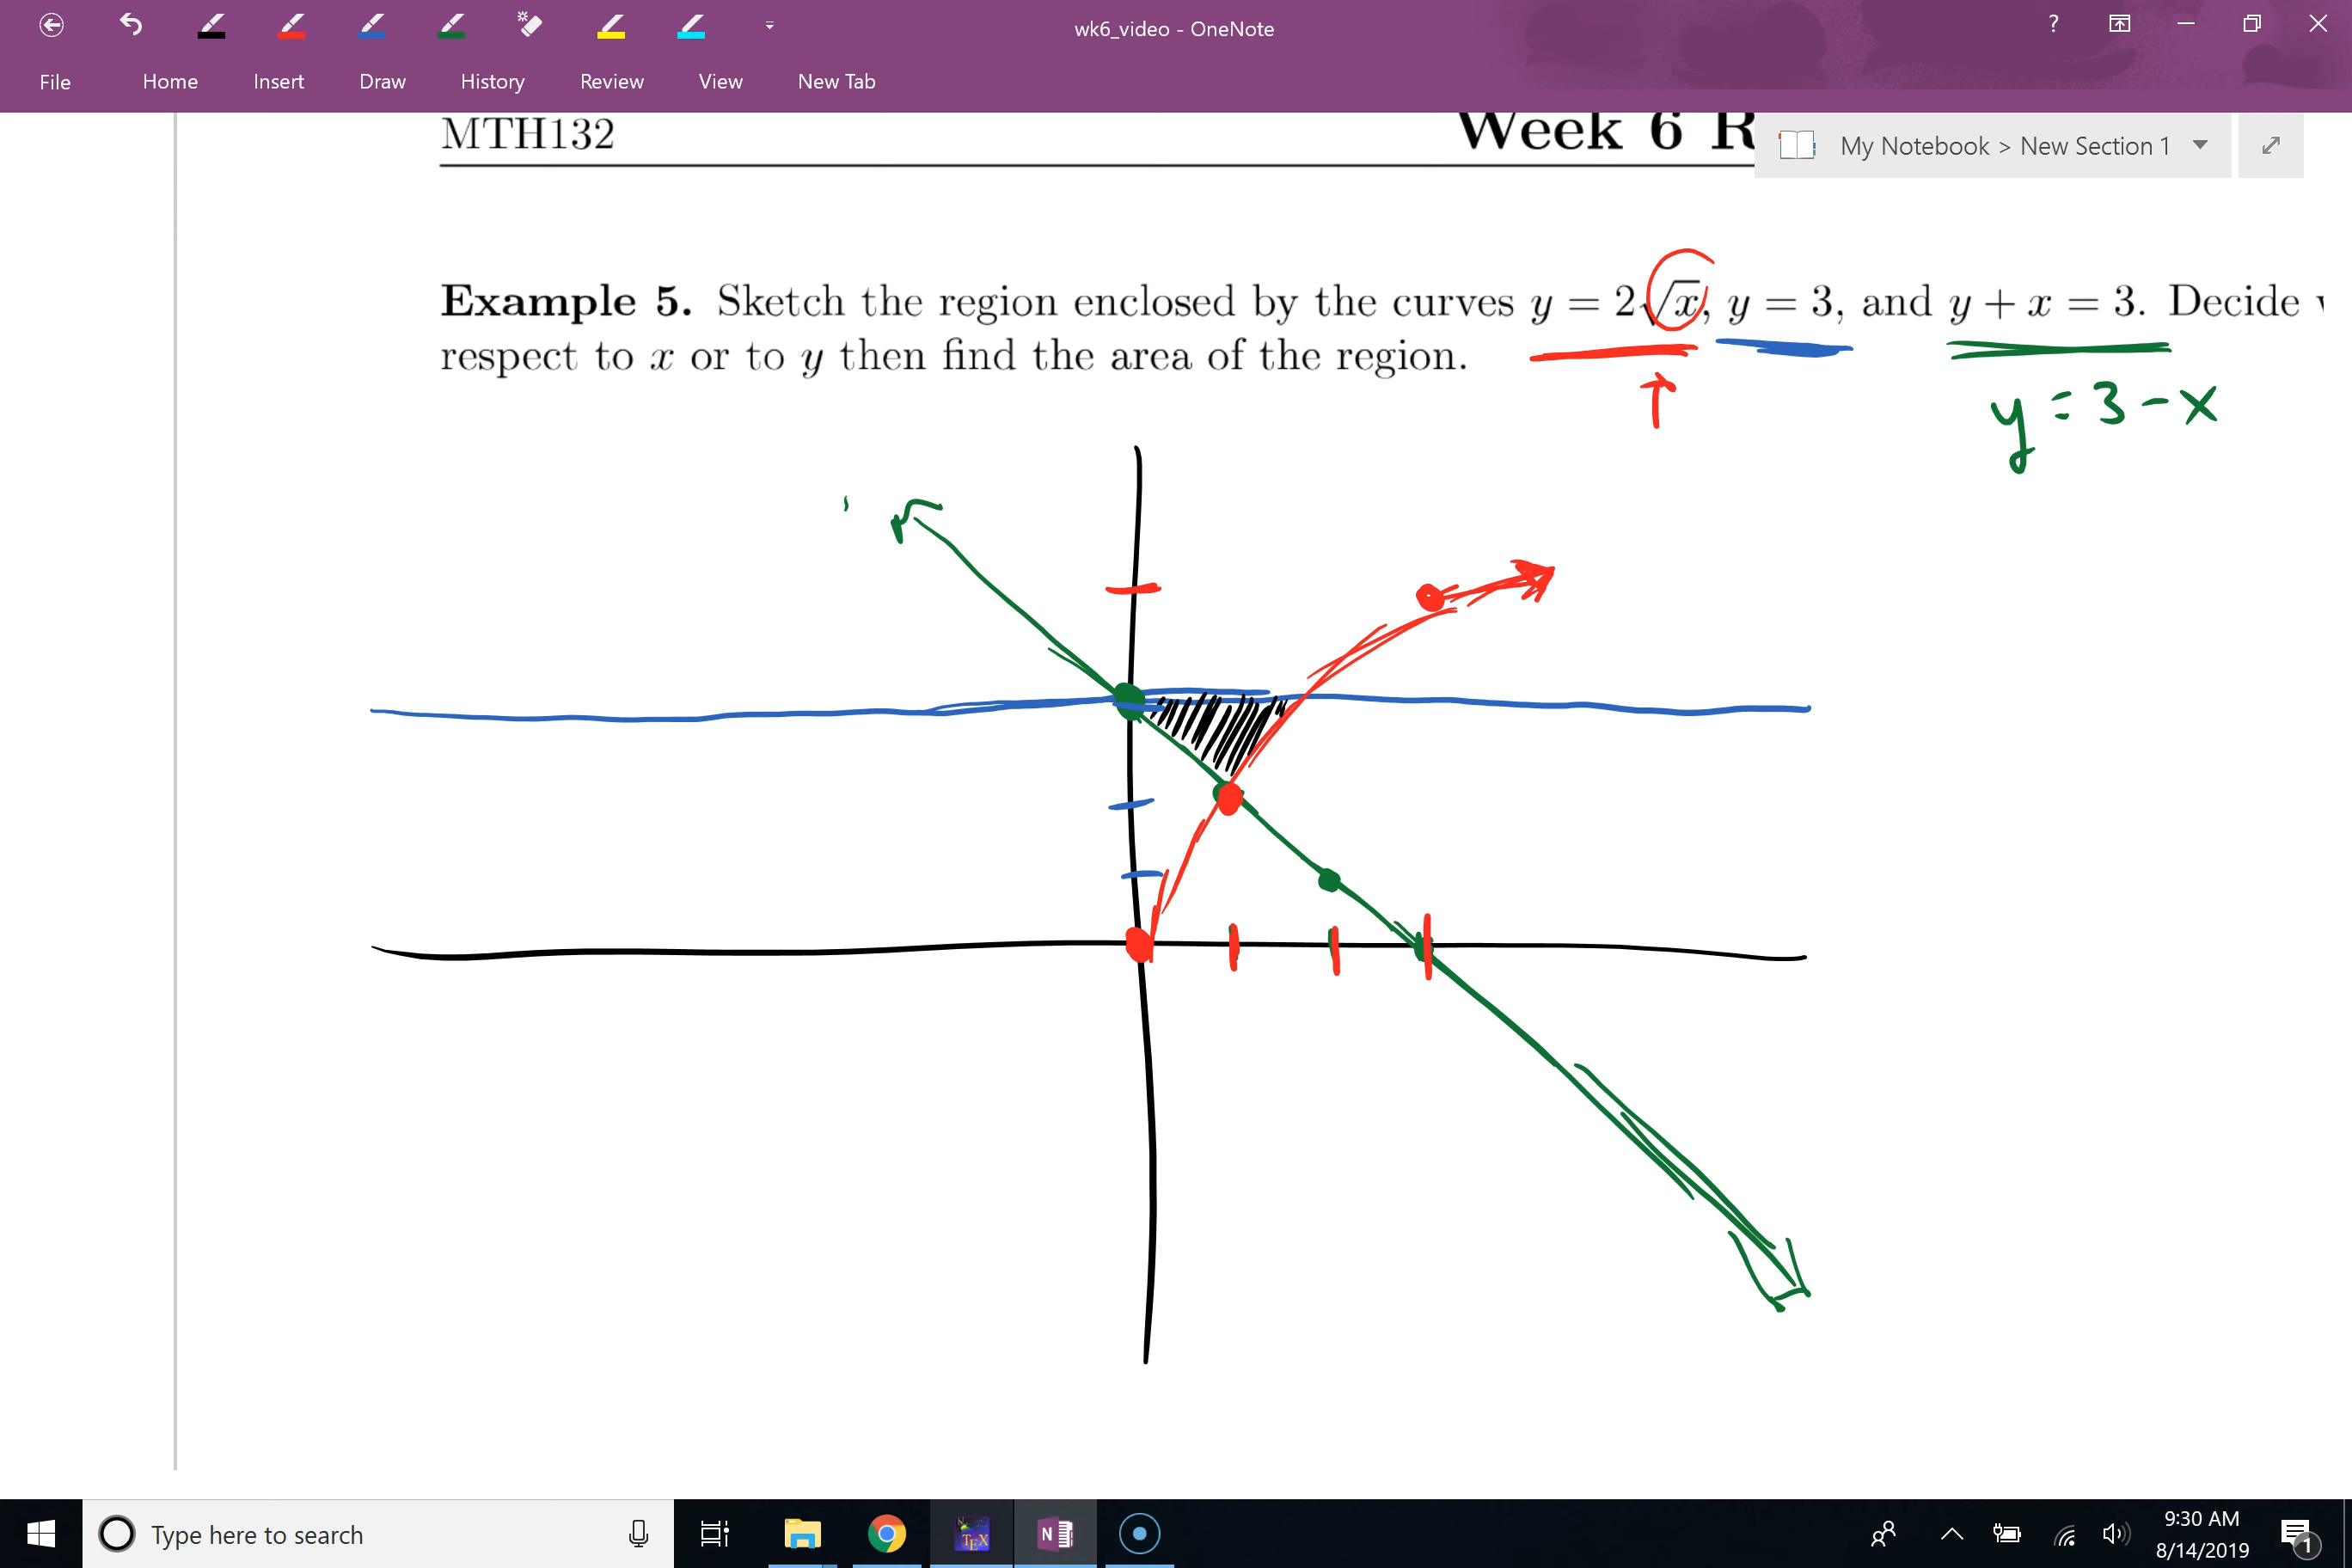 wk6_video - OneNote
?
File Home Insert Draw History Review View New Tab
MTH132
Week 6 R
My Notebook > New Section 1
Example 5. Sketch the region enclosed by the curves y = 2√x, y = 3, and y + x = 3. Decide
respect to x or to y then find the area of the region.
y = 3 - x
Type here to search
TEX
N
9:30 AM
8/14/2019
1